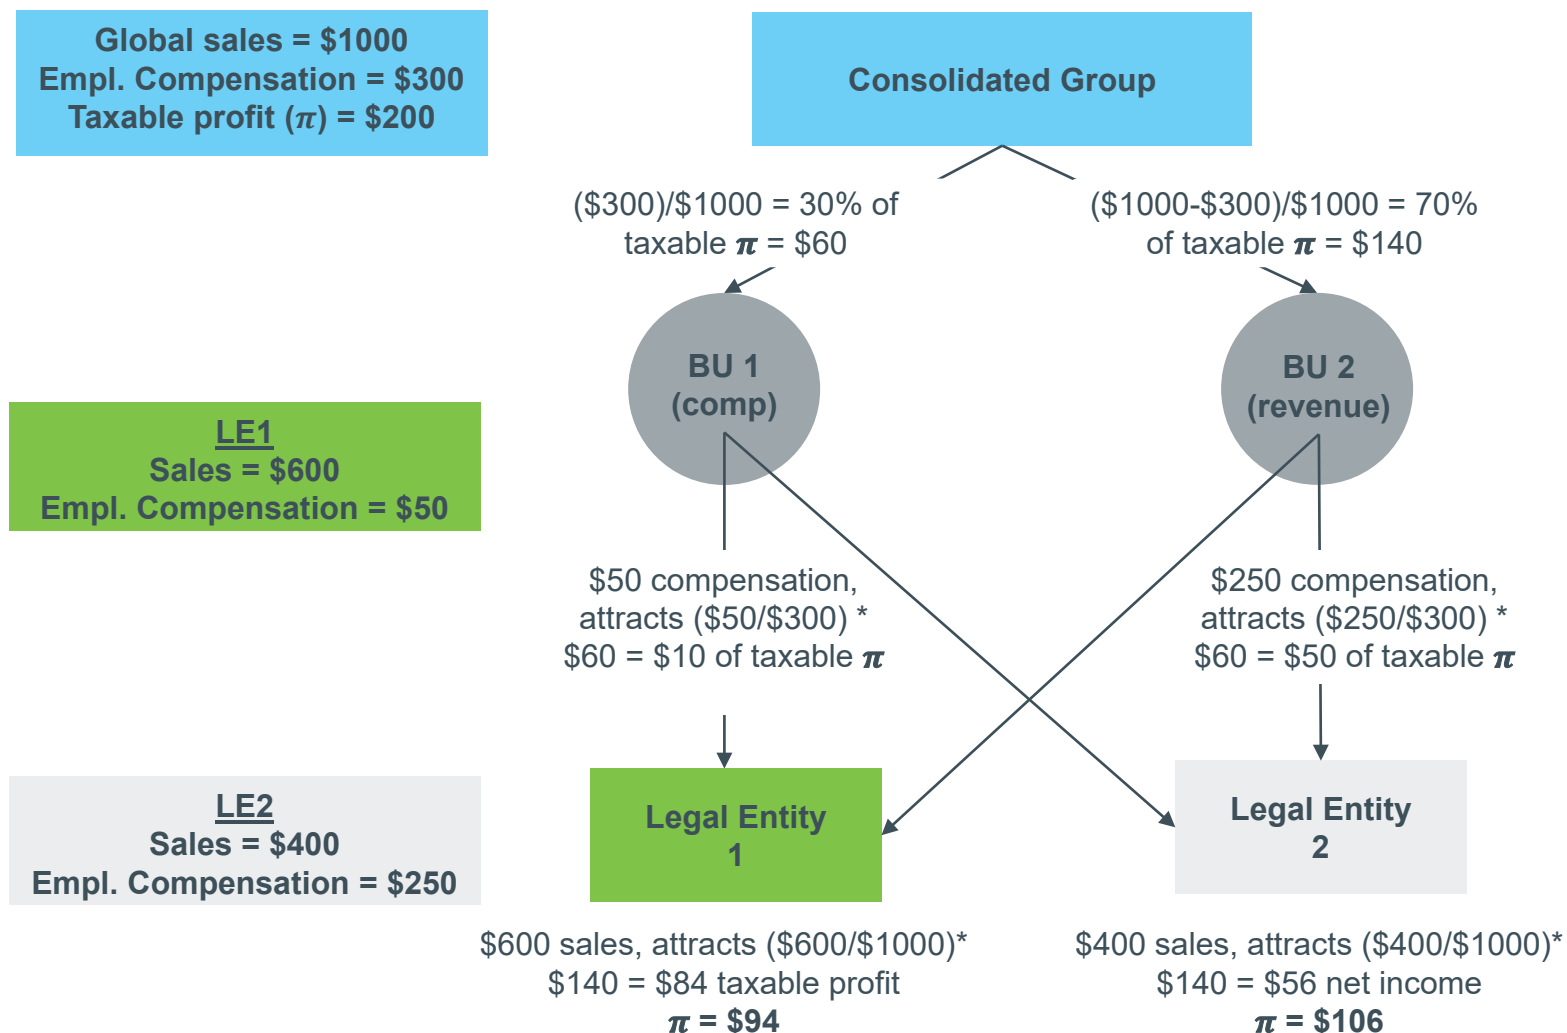 Global sales = $1000
Empl. Compensation = $300
Taxable profit (π) = $200
Consolidated Group
($300)/$1000 = 30% of
taxable π = $60
($1000-$300)/$1000 = 70%
of taxable π = $140
BU 1
(comp)
BU 2
(revenue)
LE1
Sales = $600
Empl. Compensation = $50
$50 compensation,
attracts ($50/$300) *
$60 = $10 of taxable π
$250 compensation,
attracts ($250/$300) *
$60 = $50 of taxable π
LE2
Sales = $400
Empl. Compensation = $250
Legal Entity
1
Legal Entity
2
$600 sales, attracts ($600/$1000)*
$140 = $84 taxable profit
π = $94
$400 sales, attracts ($400/$1000)*
$140 = $56 net income
π = $106